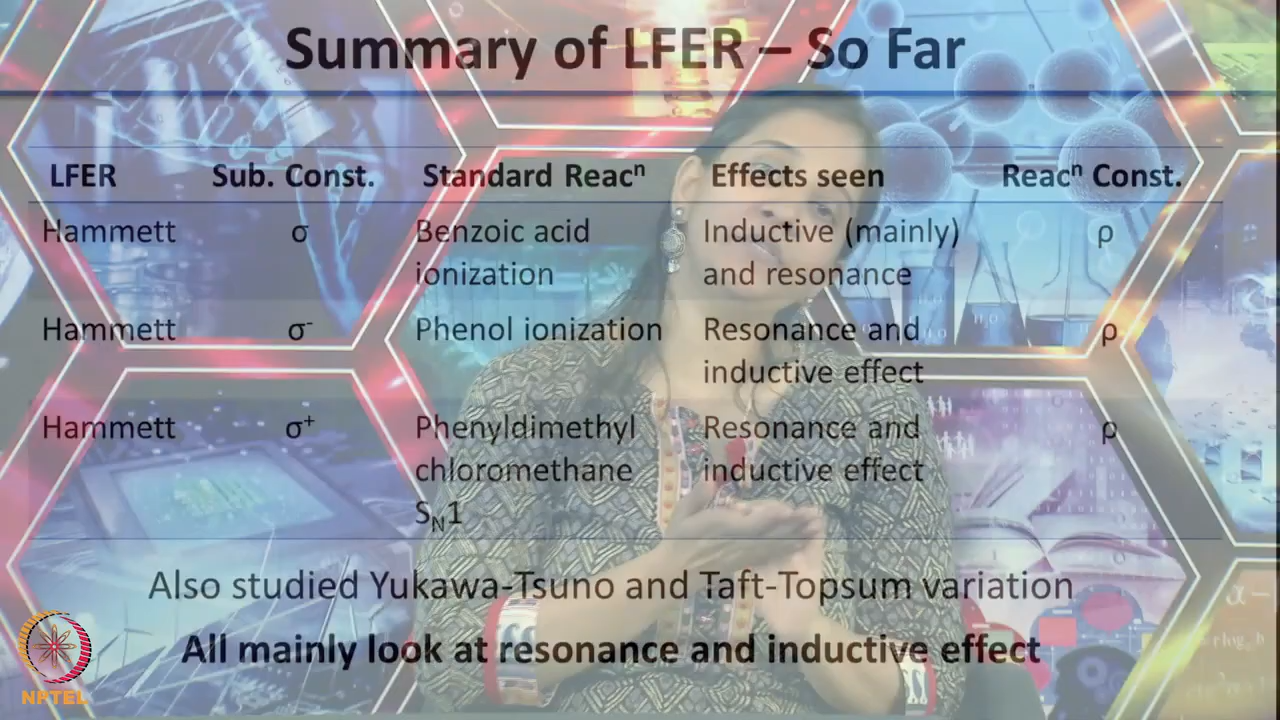 Summary of LFER – So Far
LFER Sub. Const. Standard Reacⁿ Effects seen Reacⁿ Const.
Hammett σ Benzoic acid ionization Inductive (mainly) and resonance ρ
Hammett σ⁻ Phenol ionization Resonance and inductive effect ρ
Hammett σ⁺ Phenyldimethyl chloromethane S_N1 Resonance and inductive effect ρ
Also studied Yukawa-Tsuno and Taft-Topsum variation
All mainly look at resonance and inductive effect
NPTEL
H₂O